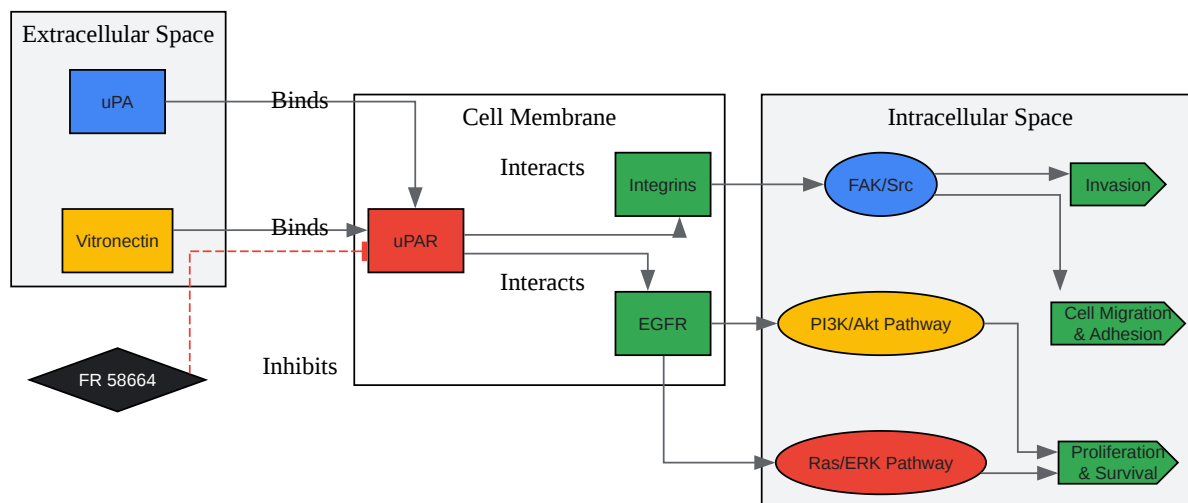 Extracellular Space
uPA
Binds
Vitronectin
Binds
FR 58664
Inhibits
Cell Membrane
Interacts
Integrins
uPAR
Interacts
EGFR
Intracellular Space
FAK/Src
Invasion
PI3K/Akt Pathway
Cell Migration
& Adhesion
Ras/ERK Pathway
Proliferation
& Survival